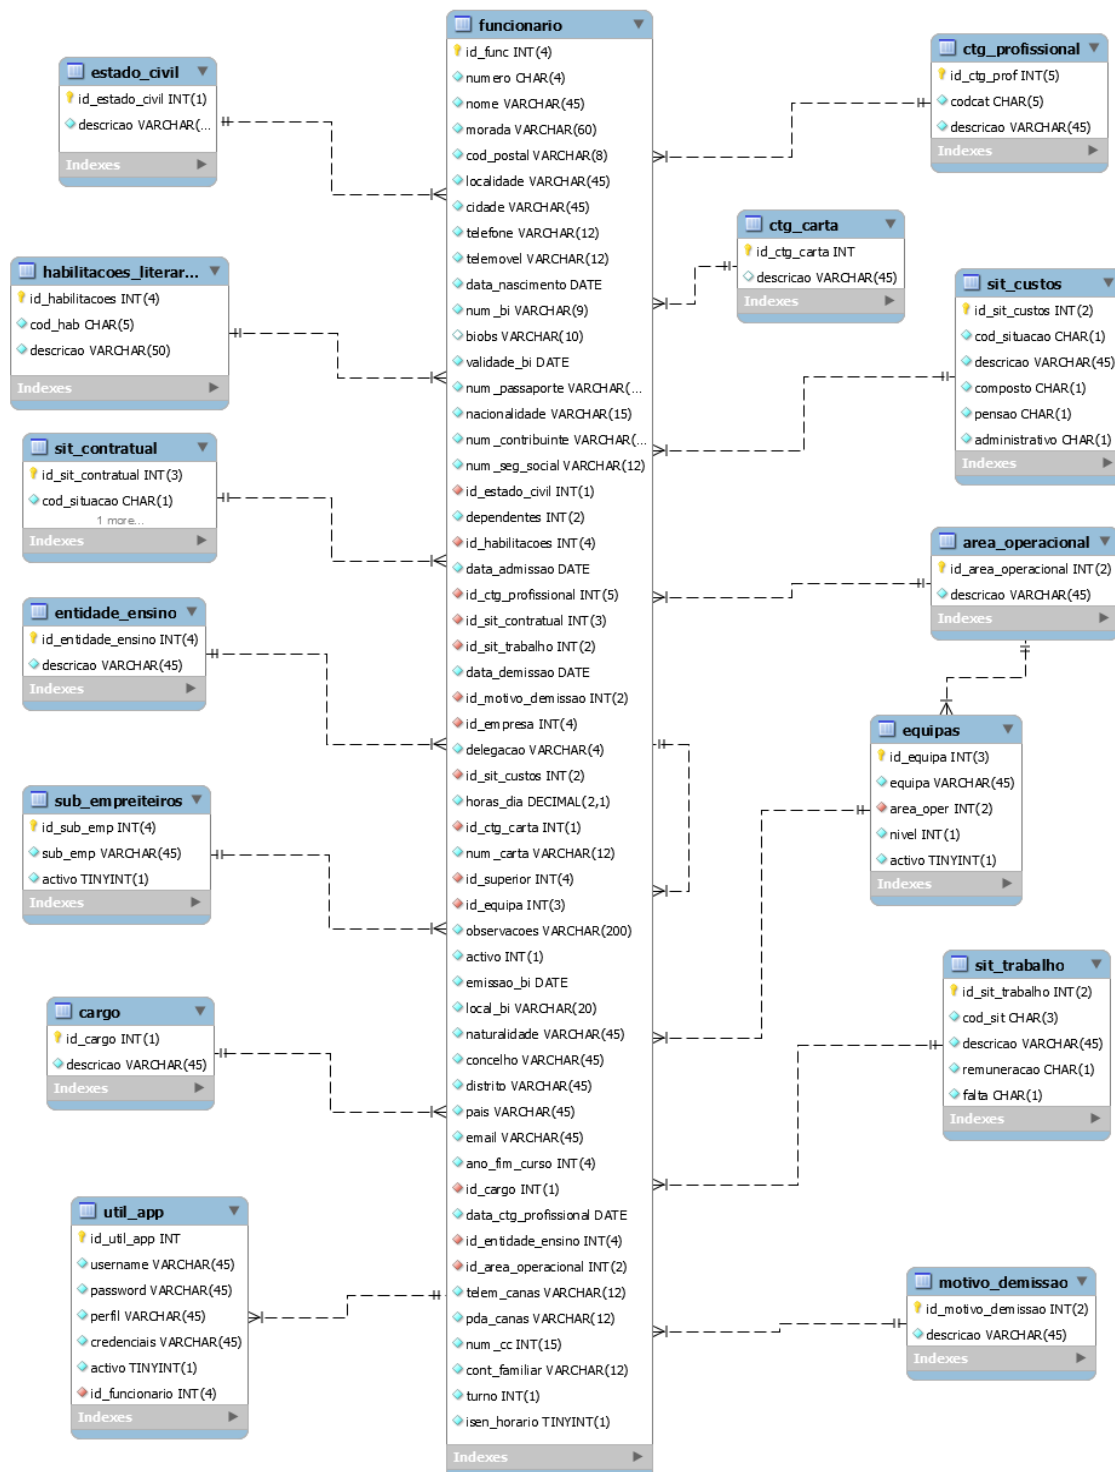 estado_civil
id_estado_civil INT(1)
descricao VARCHAR(...
Indexes
habilitacoes_literar...
id_habilitacoes INT(4)
cod_hab CHAR(5)
descricao VARCHAR(50)
Indexes
sit_contratual
id_sit_contratual INT(3)
cod_situacao CHAR(1)
1 more...
Indexes
entidade_ensino
id_entidade_ensino INT(4)
descricao VARCHAR(45)
Indexes
sub_empreiteiros
id_sub_emp INT(4)
sub_emp VARCHAR(45)
activo TINYINT(1)
Indexes
cargo
id_cargo INT(1)
descricao VARCHAR(45)
Indexes
util_app
id_util_app INT
username VARCHAR(45)
password VARCHAR(45)
perfil VARCHAR(45)
credenciais VARCHAR(45)
activo TINYINT(1)
id_funcionario INT(4)
Indexes
funcionario
id_func INT(4)
numero CHAR(4)
nome VARCHAR(45)
morada VARCHAR(60)
cod_postal VARCHAR(8)
localidade VARCHAR(45)
cidade VARCHAR(45)
telefone VARCHAR(12)
telemovel VARCHAR(12)
data_nascimento DATE
num_bi VARCHAR(9)
biobs VARCHAR(10)
validade_bi DATE
num_passaporte VARCHAR(...
nacionalidade VARCHAR(15)
num_contribuinte VARCHAR(...
num_seg_social VARCHAR(12)
id_estado_civil INT(1)
dependentes INT(2)
id_habilitacoes INT(4)
data_admissao DATE
id_ctg_profissional INT(5)
id_sit_contratual INT(3)
id_sit_trabalho INT(2)
data_demissao DATE
id_motivo_demissao INT(2)
id_empresa INT(4)
delegacao VARCHAR(4)
id_sit_custos INT(2)
horas_dia DECIMAL(2,1)
id_ctg_carta INT(1)
num_carta VARCHAR(12)
id_superior INT(4)
id_equipa INT(3)
observacoes VARCHAR(200)
activo INT(1)
emissao_bi DATE
local_bi VARCHAR(20)
naturalidade VARCHAR(45)
concelho VARCHAR(45)
distrito VARCHAR(45)
pais VARCHAR(45)
email VARCHAR(45)
ano_fim_curso INT(4)
id_cargo INT(1)
data_ctg_profissional DATE
id_entidade_ensino INT(4)
id_area_operacional INT(2)
telem_canas VARCHAR(12)
pda_canas VARCHAR(12)
num_cc INT(15)
cont_familiar VARCHAR(12)
turno INT(1)
isen_horario TINYINT(1)
Indexes
ctg_profissional
id_ctg_prof INT(5)
codcat CHAR(5)
descricao VARCHAR(45)
Indexes
ctg_carta
id_ctg_carta INT
descricao VARCHAR(45)
Indexes
sit_custos
id_sit_custos INT(2)
cod_situacao CHAR(1)
descricao VARCHAR(45)
composto CHAR(1)
pensao CHAR(1)
administrativo CHAR(1)
Indexes
area_operacional
id_area_operacional INT(2)
descricao VARCHAR(45)
Indexes
equipas
id_equipa INT(3)
equipa VARCHAR(45)
area_oper INT(2)
nivel INT(1)
activo TINYINT(1)
Indexes
sit_trabalho
id_sit_trabalho INT(2)
cod_sit CHAR(3)
descricao VARCHAR(45)
remuneracao CHAR(1)
falta CHAR(1)
Indexes
motivo_demissao
id_motivo_demissao INT(2)
descricao VARCHAR(45)
Indexes